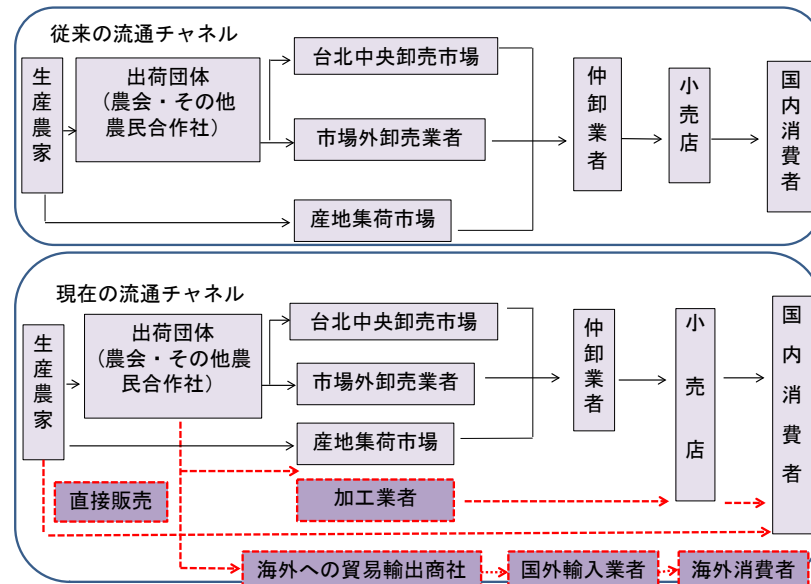 従来の流通チャネル
生産農家
出荷団体
(農会・その他
農民合作社)
台北中央卸売市場
市場外卸売業者
産地集荷市場
仲卸業者
小売店
国内消費者
現在の流通チャネル
生産農家
出荷団体
(農会・その他農
民合作社)
台北中央卸売市場
市場外卸売業者
産地集荷市場
仲卸業者
小売店
国内消費者
直接販売
加工業者
海外への貿易輸出商社
国外輸入業者
海外消費者